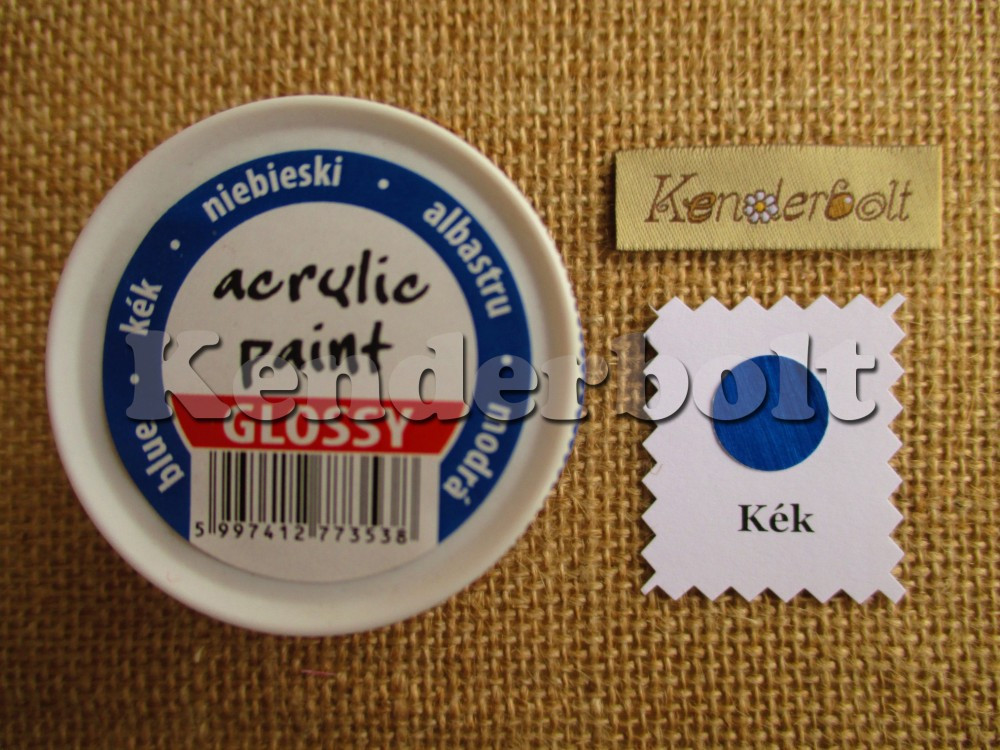 blue • kék • niebieski • albastru • modrá
acrylic
paint
GLOSSY
5 997412 773538
Kenderbolt
Kék
Kenderbolt